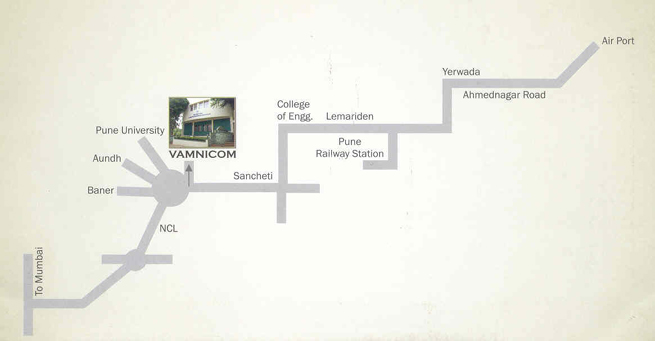 Air Port
Yerwada
Ahmednagar Road
College
of Engg.
Lemariden
Pune
Railway Station
Pune University
VAMNICOM
Aundh
Sancheti
Baner
NCL
To Mumbai